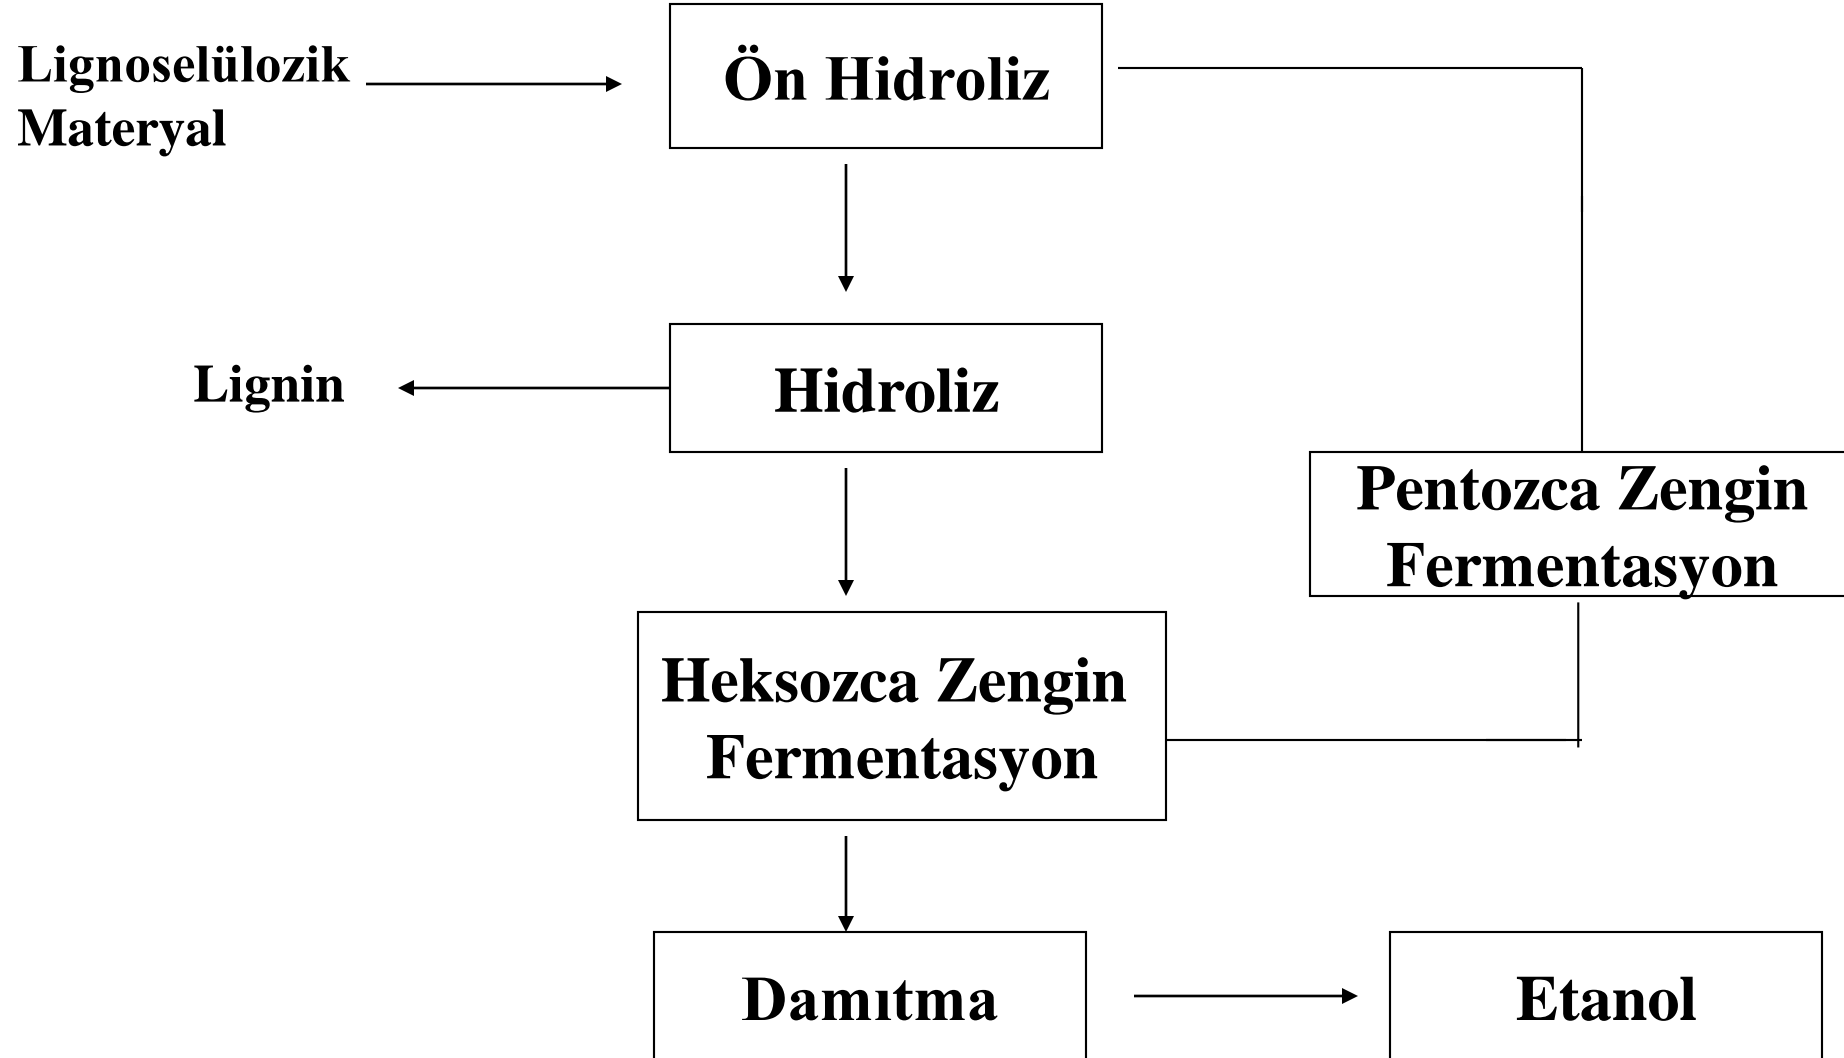 Lignoselülozik
Materyal
Ön Hidroliz
Lignin
Hidroliz
Pentozca Zengin
Fermentasyon
Heksozca Zengin
Fermentasyon
Damıtma
Etanol